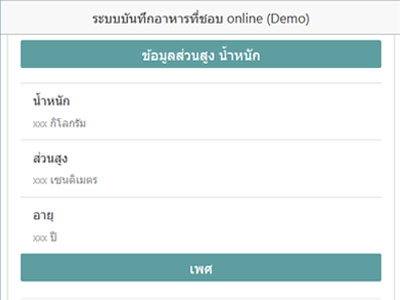 ระบบบันทึกอาหารที่ชอบ online (Demo)
ข้อมูลส่วนสูง น้ำหนัก
น้ำหนัก
xxx กิโลกรัม
ส่วนสูง
xxx เซนติเมตร
อายุ
xxx ปี
เพศ